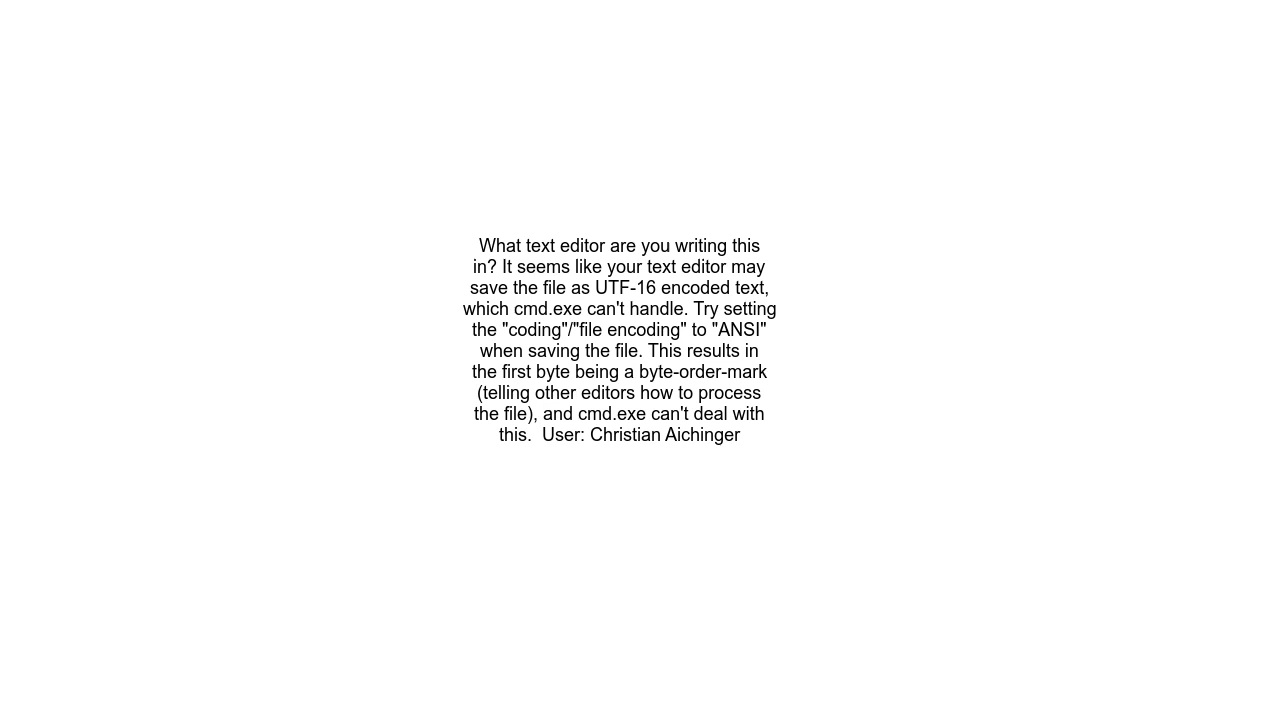 What text editor are you writing this
in? It seems like your text editor may
save the file as UTF-16 encoded text,
which cmd.exe can't handle. Try setting
the "coding"/"file encoding" to "ANSI"
when saving the file. This results in
the first byte being a byte-order-mark
(telling other editors how to process
the file), and cmd.exe can't deal with
this.  User: Christian Aichinger